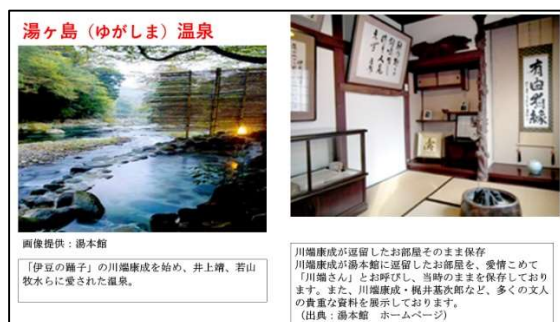 湯ヶ島（ゆがしま）温泉
画像提供：湯本館
「伊豆の踊子」の川端康成を始め、井上靖、若山
牧水らに愛された温泉。
川端康成が逗留したお部屋そのまま保存
川端康成が湯本館に逗留したお部屋を、愛情こめて
「川端さん」とお呼びし、当時のままを保存しており
ます。また、川端康成・梶井基次郎など、多くの文人
の貴重な資料を展示しております。
（出典：湯本館　ホームページ）